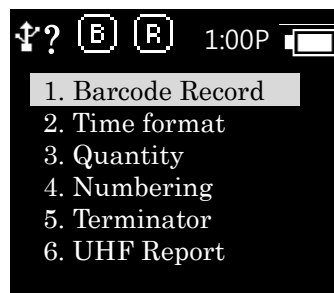 ? B R 1:00P
1. Barcode Record
2. Time format
3. Quantity
4. Numbering
5. Terminator
6. UHF Report